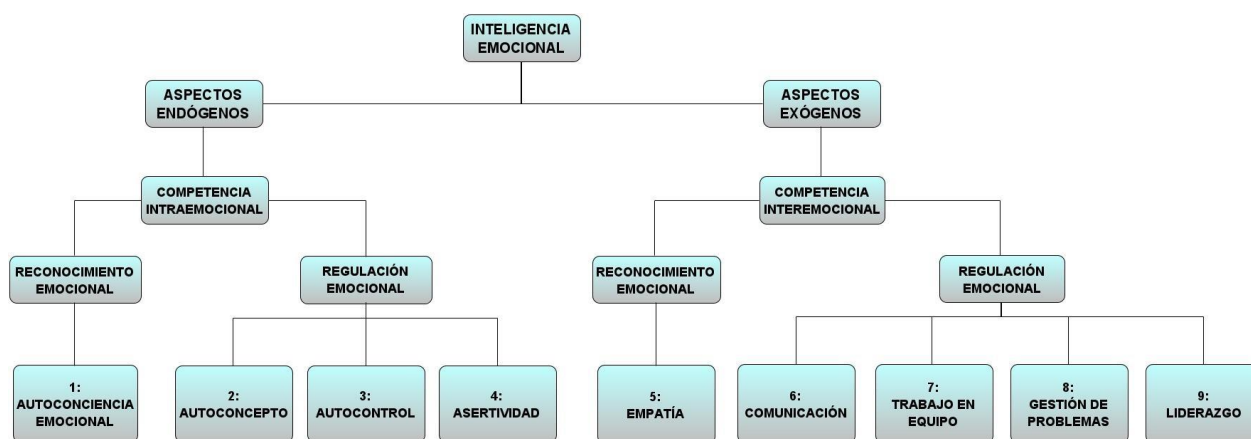 INTELIGENCIA
EMOCIONAL
ASPECTOS
ENDÓGENOS
ASPECTOS
EXÓGENOS
COMPETENCIA
INTRAEMOCIONAL
COMPETENCIA
INTEREMOCIONAL
RECONOCIMIENTO
EMOCIONAL
REGULACIÓN
EMOCIONAL
RECONOCIMIENTO
EMOCIONAL
REGULACIÓN
EMOCIONAL
1:
AUTOCONCIENCIA
EMOCIONAL
2:
AUTOCONCEPTO
3:
AUTOCONTROL
4:
ASERTIVIDAD
5:
EMPATÍA
6:
COMUNICACIÓN
7:
TRABAJO EN
EQUIPO
8:
GESTIÓN DE
PROBLEMAS
9:
LIDERAZGO